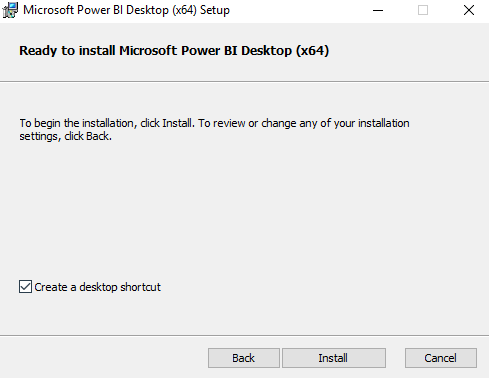 Microsoft Power BI Desktop (x64) Setup
Ready to install Microsoft Power BI Desktop (x64)
To begin the installation, click Install. To review or change any of your installation
settings, click Back.
Create a desktop shortcut
Back Install Cancel